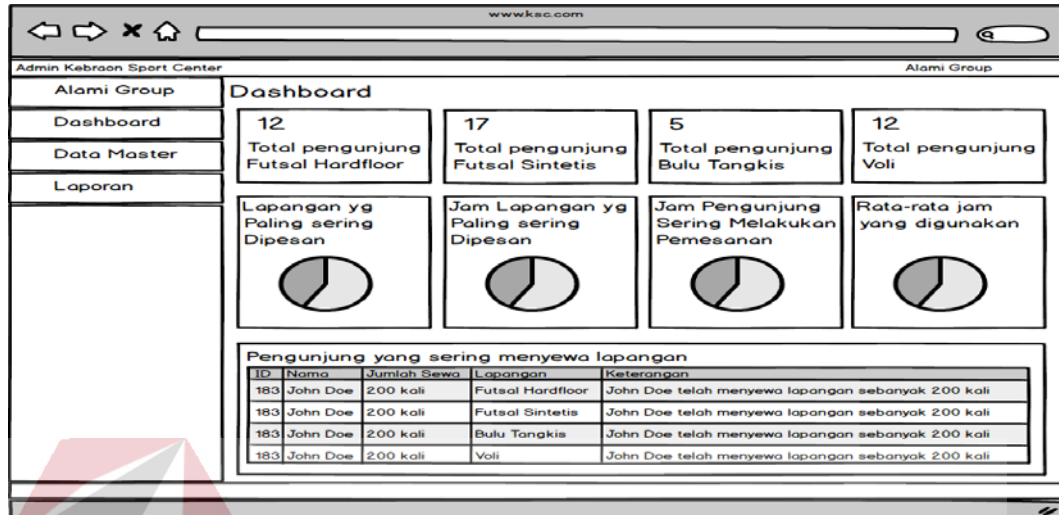 www.ksc.com
Admin Kebraon Sport Center
Alami Group
Alami Group
Dashboard
Data Master
Laporan
Dashboard
12
Total pengunjung
Futsal Hardfloor
17
Total pengunjung
Futsal Sintetis
5
Total pengunjung
Bulu Tangkis
12
Total pengunjung
Voli
Lapangan yg
Paling sering
Dipesan
Jam Lapangan yg
Paling sering
Dipesan
Jam Pengunjung
Sering Melakukan
Pemesanan
Rata-rata jam
yang digunakan
Pengunjung yang sering menyewa lapangan
ID Nama Jumlah Sewa Lapangan Keterangan
183 John Doe 200 kali Futsal Hardfloor John Doe telah menyewa lapangan sebanyak 200 kali
183 John Doe 200 kali Futsal Sintetis John Doe telah menyewa lapangan sebanyak 200 kali
183 John Doe 200 kali Bulu Tangkis John Doe telah menyewa lapangan sebanyak 200 kali
183 John Doe 200 kali Voli John Doe telah menyewa lapangan sebanyak 200 kali